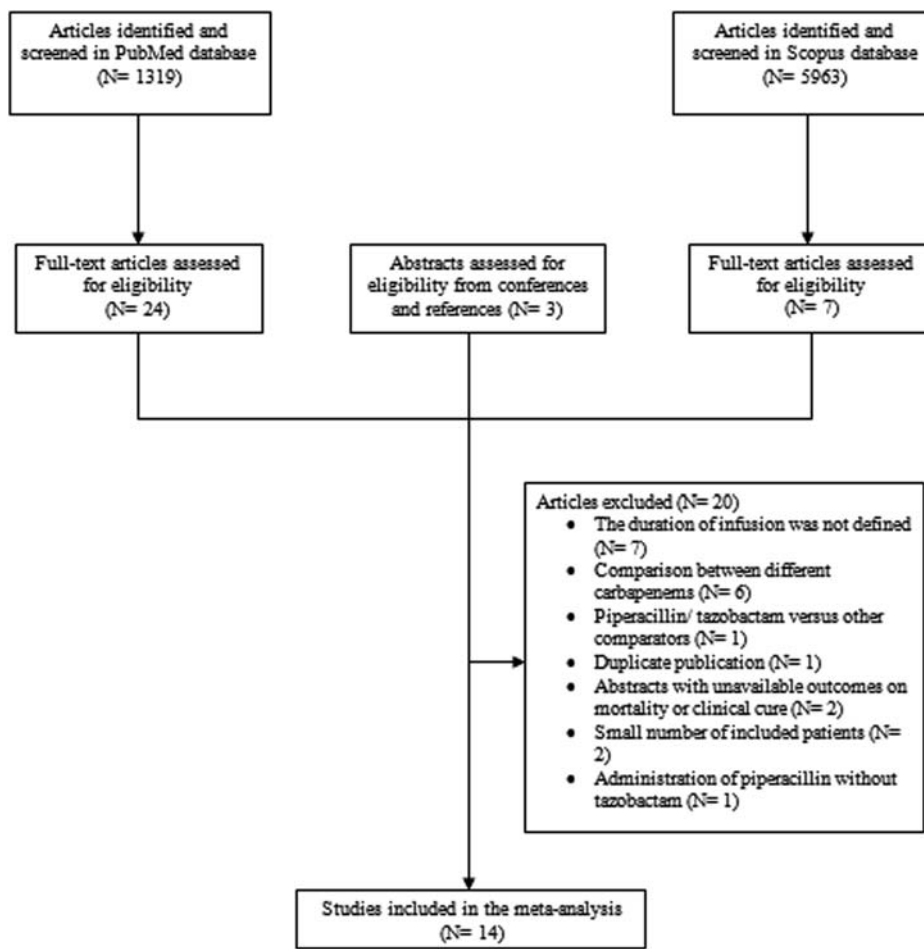 Articles identified and
screened in PubMed database
(N= 1319)
Articles identified and
screened in Scopus database
(N= 5963)
Full-text articles assessed
for eligibility
(N= 24)
Abstracts assessed for
eligibility from conferences
and references (N= 3)
Full-text articles assessed
for eligibility
(N= 7)
Articles excluded (N= 20)
• The duration of infusion was not defined
(N= 7)
• Comparison between different
carbapenems (N= 6)
• Piperacillin/ tazobactam versus other
comparators (N= 1)
• Duplicate publication (N= 1)
• Abstracts with unavailable outcomes on
mortality or clinical cure (N= 2)
• Small number of included patients (N=
2)
• Administration of piperacillin without
tazobactam (N= 1)
Studies included in the meta-analysis
(N= 14)